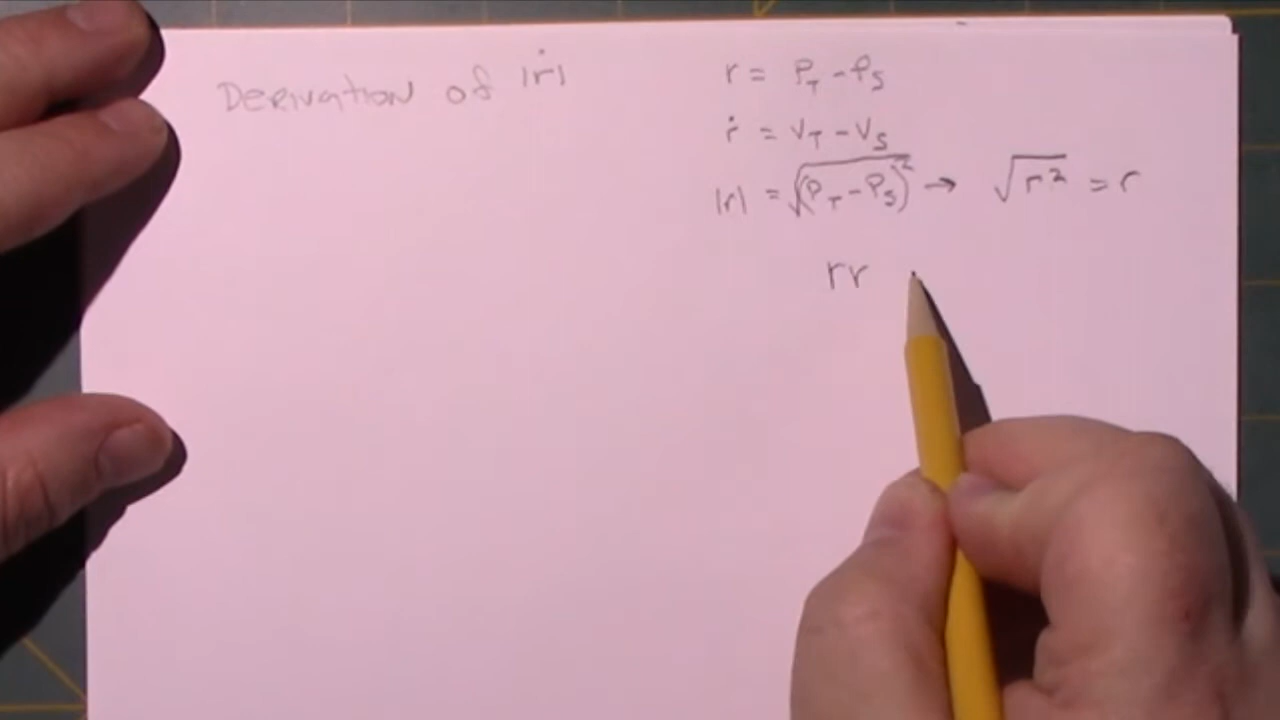 Derivation of |ṙ|
r = P_T - P_S
ṙ = V_T - V_S
|r| = √(P_T - P_S)² → √r² = r
rr